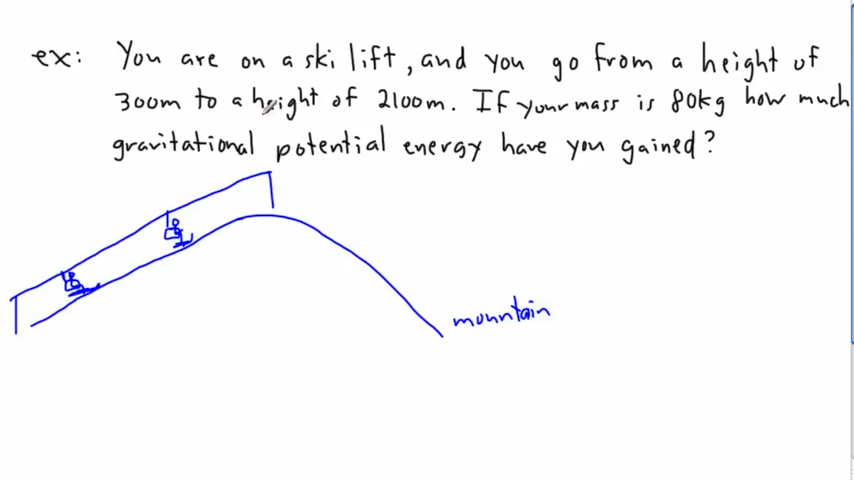 ex: You are on a ski lift, and you go from a height of
300m to a height of 2100m. If your mass is 80kg how much
gravitational potential energy have you gained?
mountain